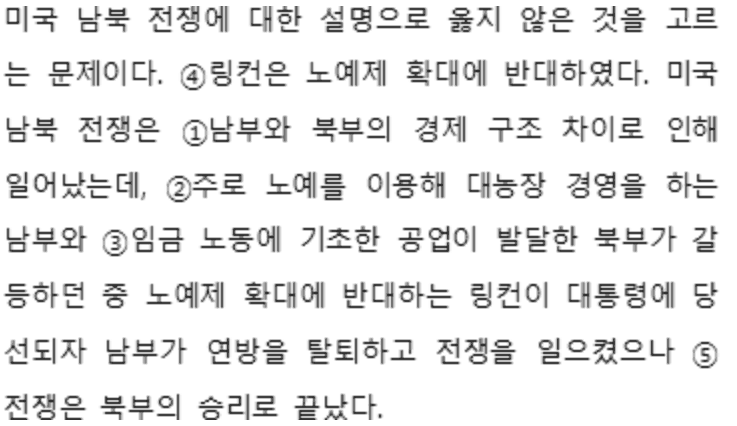 미국 남북 전쟁에 대한 설명으로 옳지 않은 것을 고르
는 문제이다. ④링컨은 노예제 확대에 반대하였다. 미국
남북 전쟁은 ①남부와 북부의 경제 구조 차이로 인해
일어났는데, ②주로 노예를 이용해 대농장 경영을 하는
남부와 ③임금 노동에 기초한 공업이 발달한 북부가 갈
등하던 중 노예제 확대에 반대하는 링컨이 대통령에 당
선되자 남부가 연방을 탈퇴하고 전쟁을 일으켰으나 ⑤
전쟁은 북부의 승리로 끝났다.